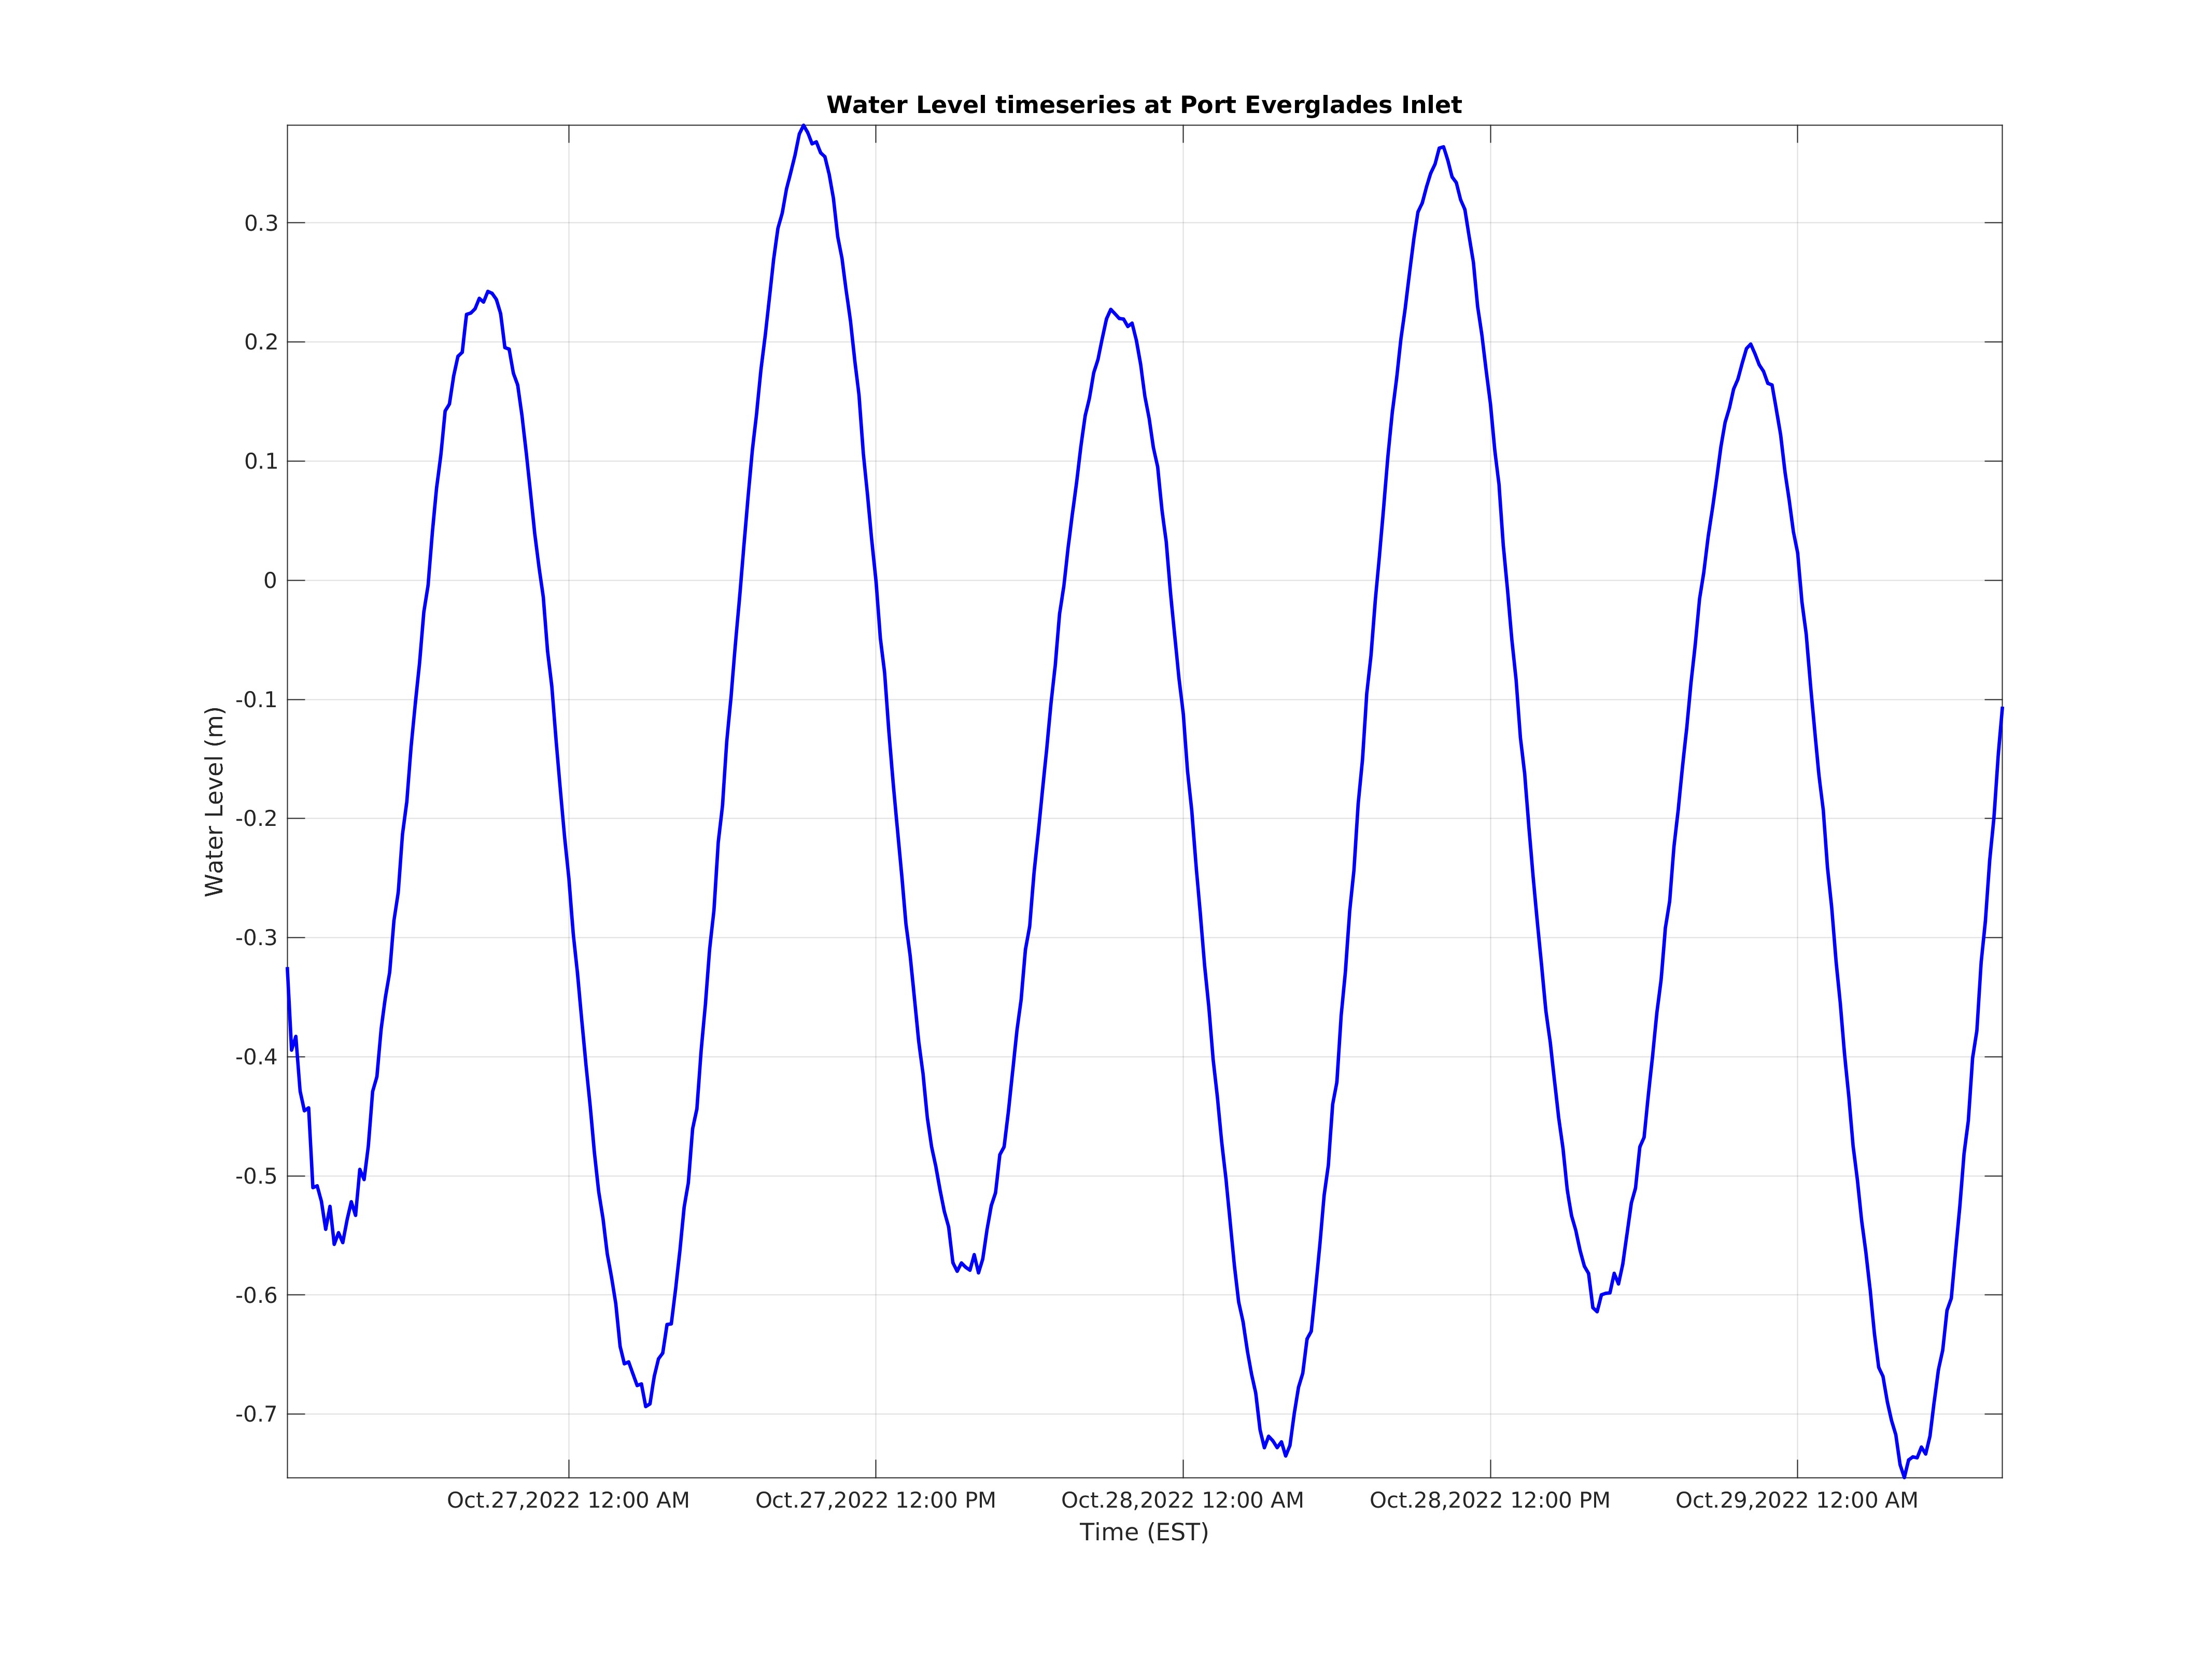 Water Level timeseries at Port Everglades Inlet
0.3
0.2
0.1
0
-0.1
-0.2
-0.3
-0.4
-0.5
-0.6
-0.7
Water Level (m)
Oct.27,2022 12:00 AM
Oct.27,2022 12:00 PM
Oct.28,2022 12:00 AM
Oct.28,2022 12:00 PM
Oct.29,2022 12:00 AM
Time (EST)